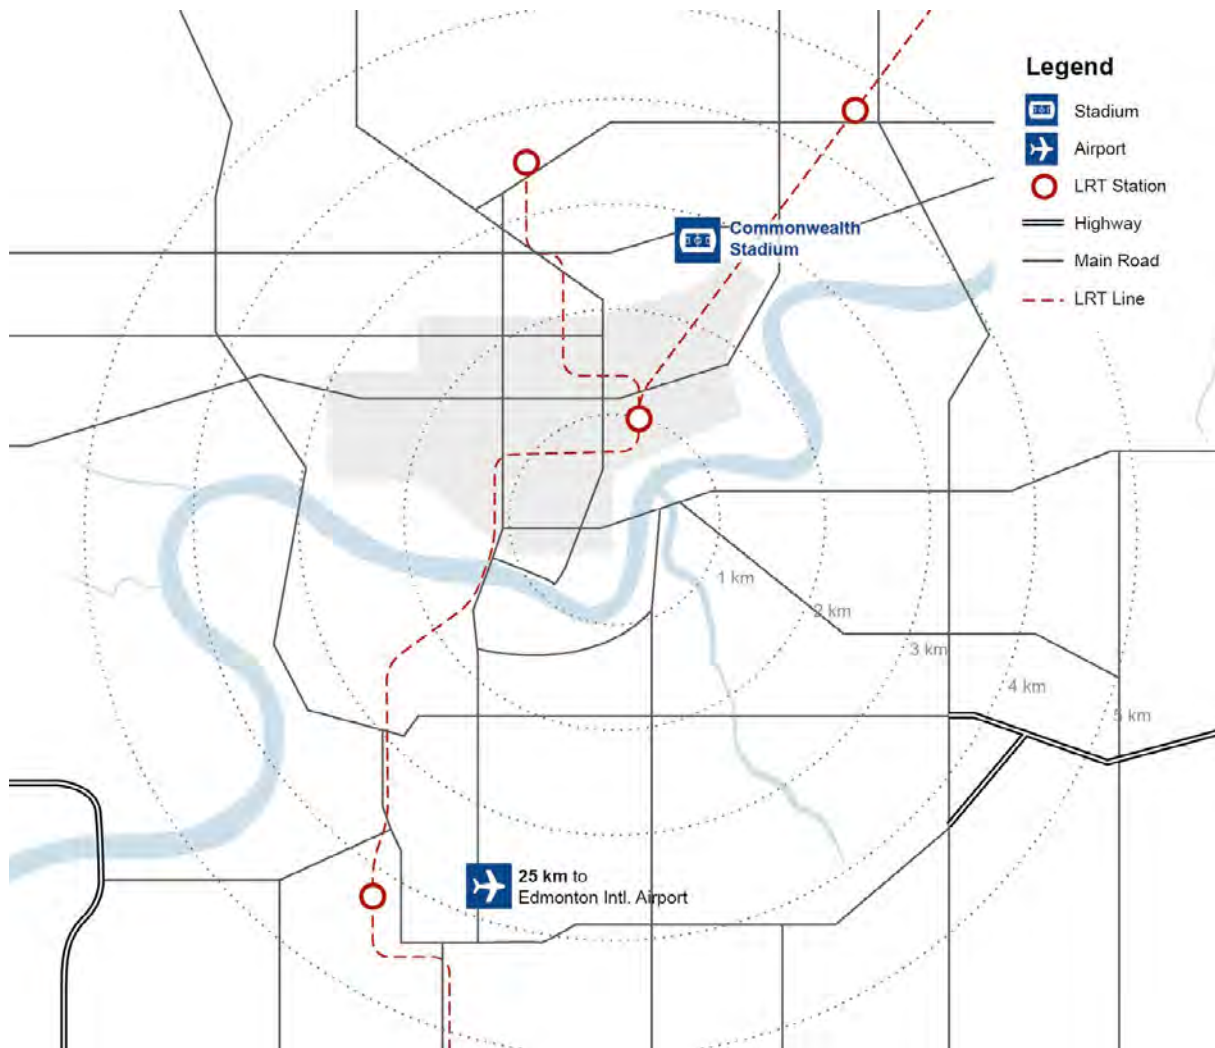 Legend
Stadium
Airport
LRT Station
Highway
Main Road
LRT Line
Commonwealth
Stadium
1 km
2 km
3 km
4 km
5 km
25 km to
Edmonton Intl. Airport